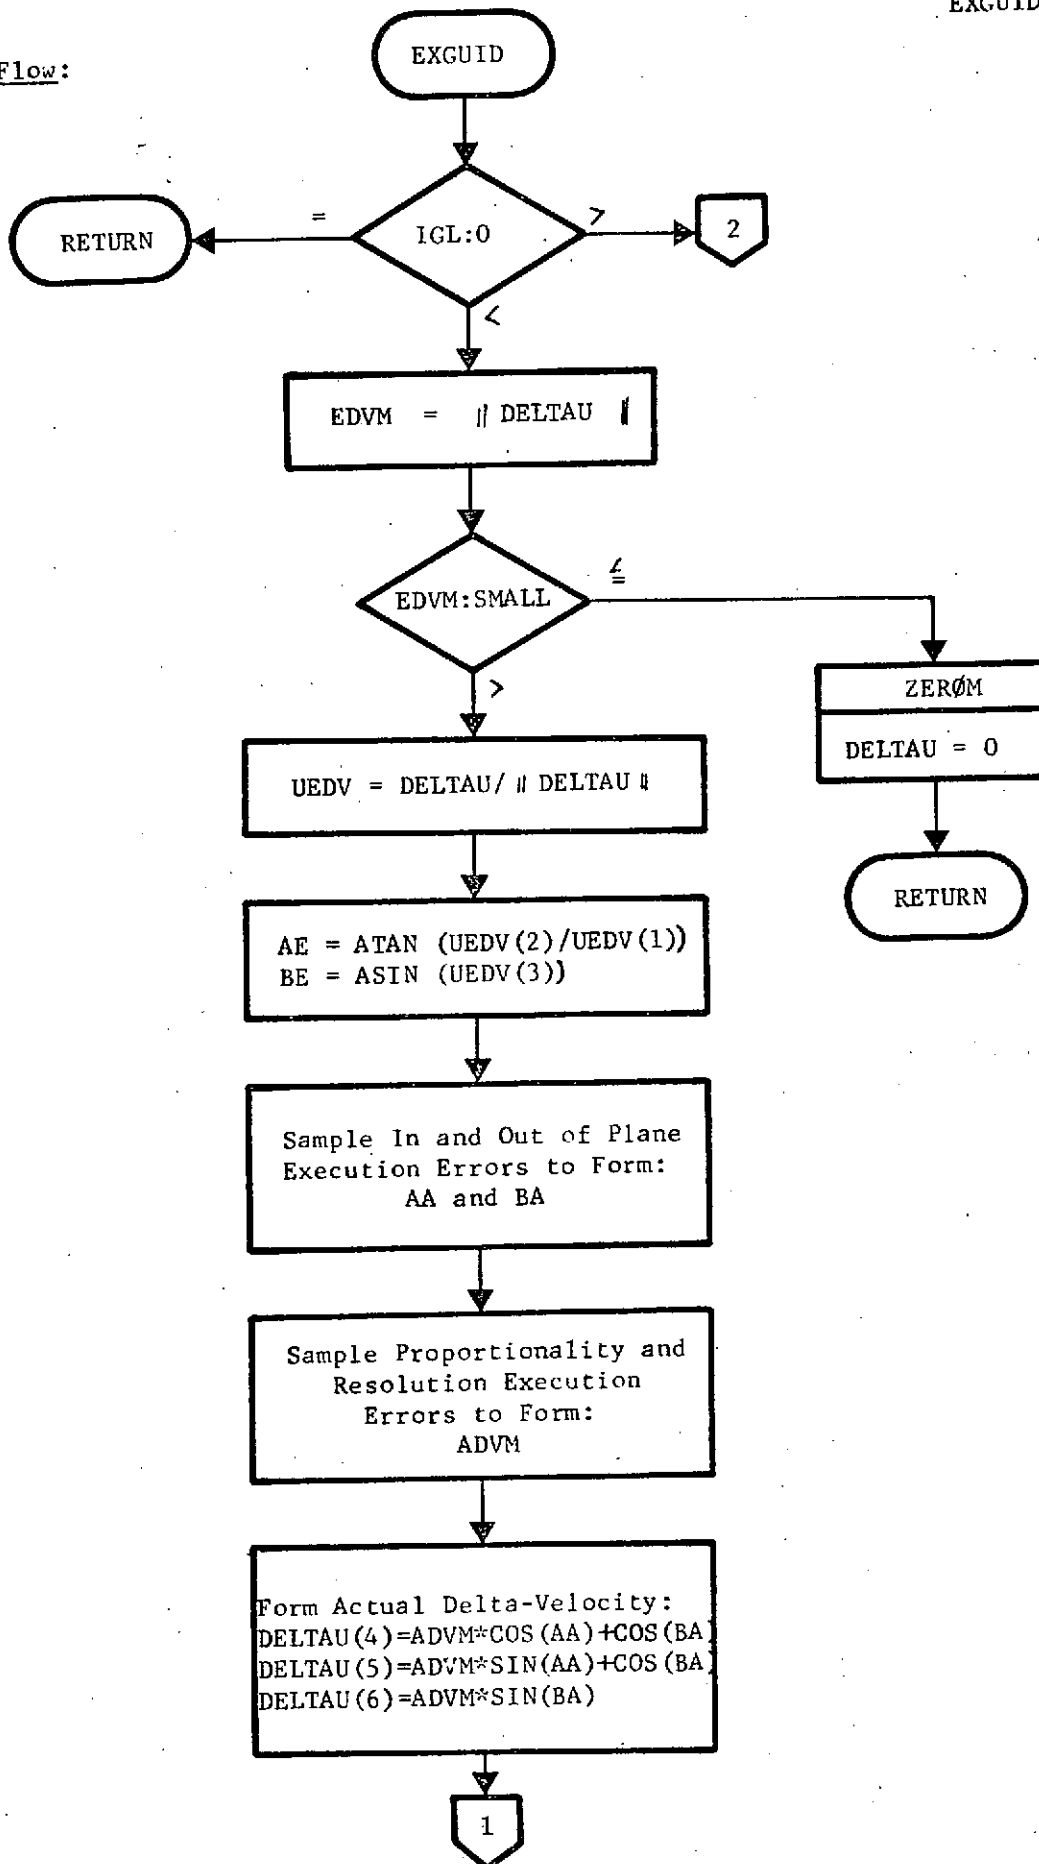 EXGUID
Flow:
EXGUID
=
IGL:0
>
RETURN
2
<
EDVM = || DELTAU ||
EDVM:SMALL
≤
>
ZERØM
DELTAU = 0
UEDV = DELTAU/ || DELTAU ||
RETURN
AE = ATAN (UEDV(2)/UEDV(1))
BE = ASIN (UEDV(3))
Sample In and Out of Plane
Execution Errors to Form:
AA and BA
Sample Proportionality and
Resolution Execution
Errors to Form:
ADVM
Form Actual Delta-Velocity:
DELTAU(4)=ADVM*COS(AA)+COS(BA)
DELTAU(5)=ADVM*SIN(AA)+COS(BA)
DELTAU(6)=ADVM*SIN(BA)
1